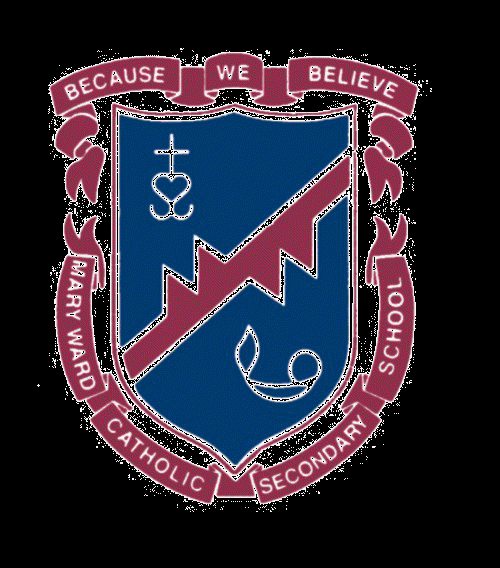 BECAUSE WE BELIEVE
MARY WARD
CATHOLIC
SECONDARY
SCHOOL